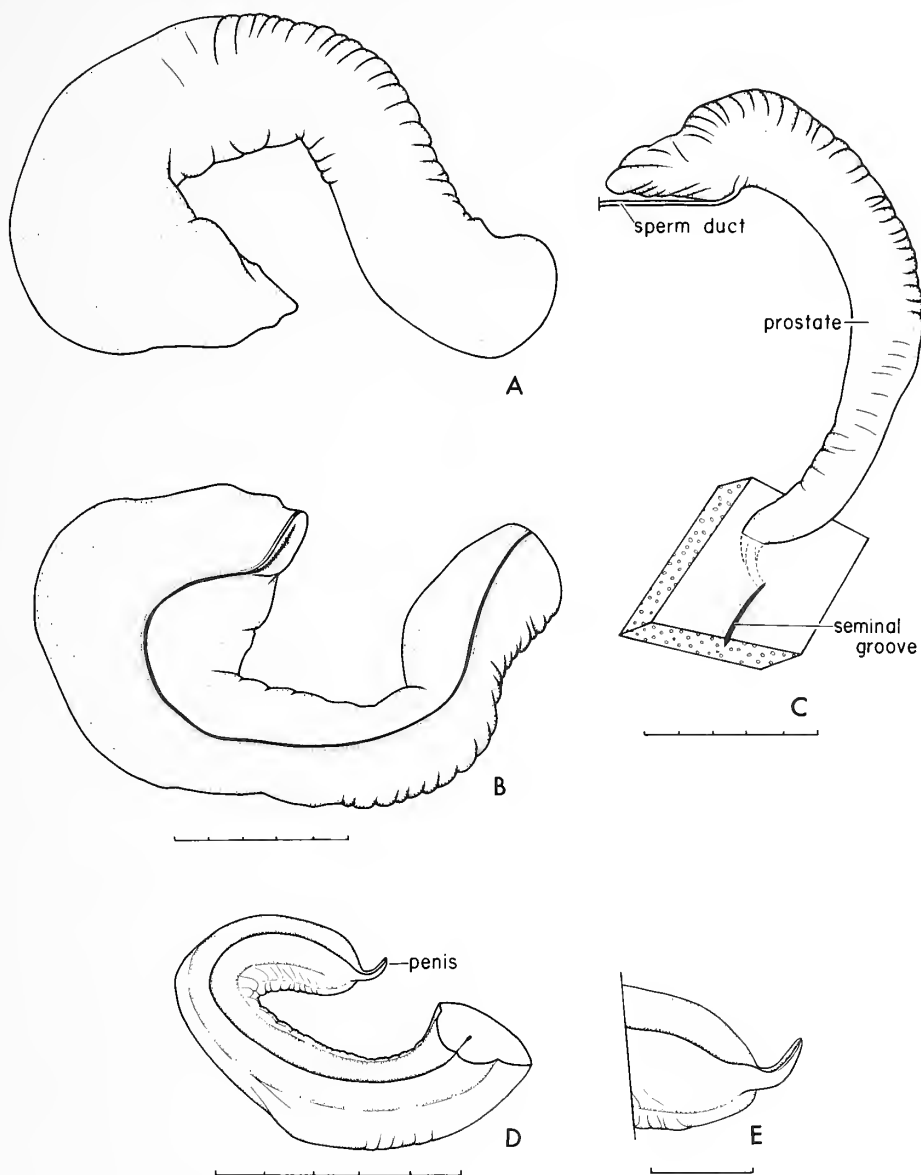 A
sperm duct
prostate
seminal
groove
C
B
penis
D
E